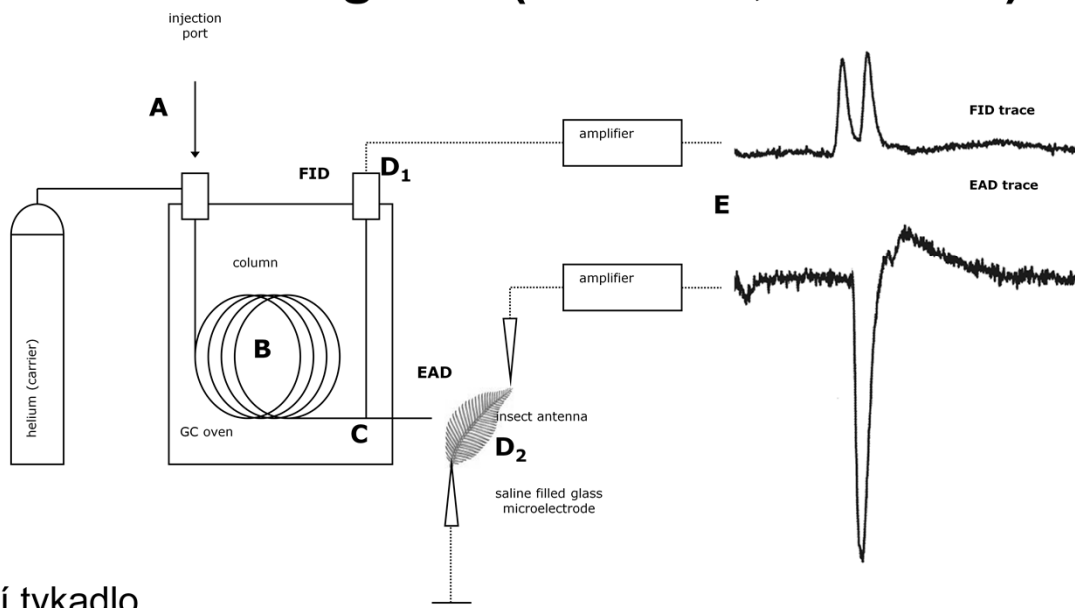 injection
port
A
FID
D1
amplifier
FID trace
EAD trace
E
column
amplifier
B
helium (carrier)
EAD
GC oven
C
insect antenna
D2
saline filled glass
microelectrode
tykadlo